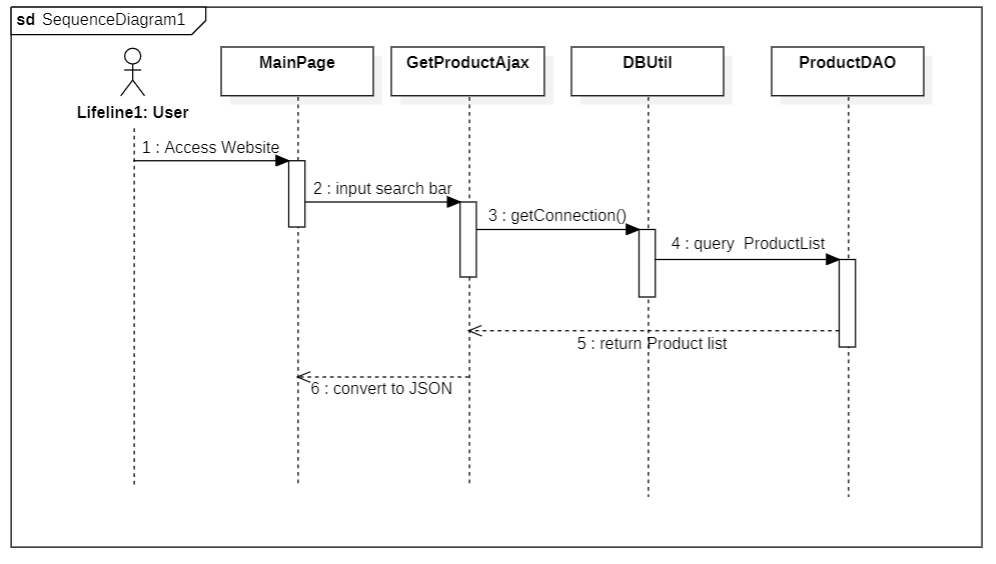 sd SequenceDiagram1
MainPage
GetProductAjax
DBUtil
ProductDAO
Lifeline1: User
1 : Access Website
2 : input search bar
3 : getConnection()
4 : query  ProductList
5 : return Product list
6 : convert to JSON